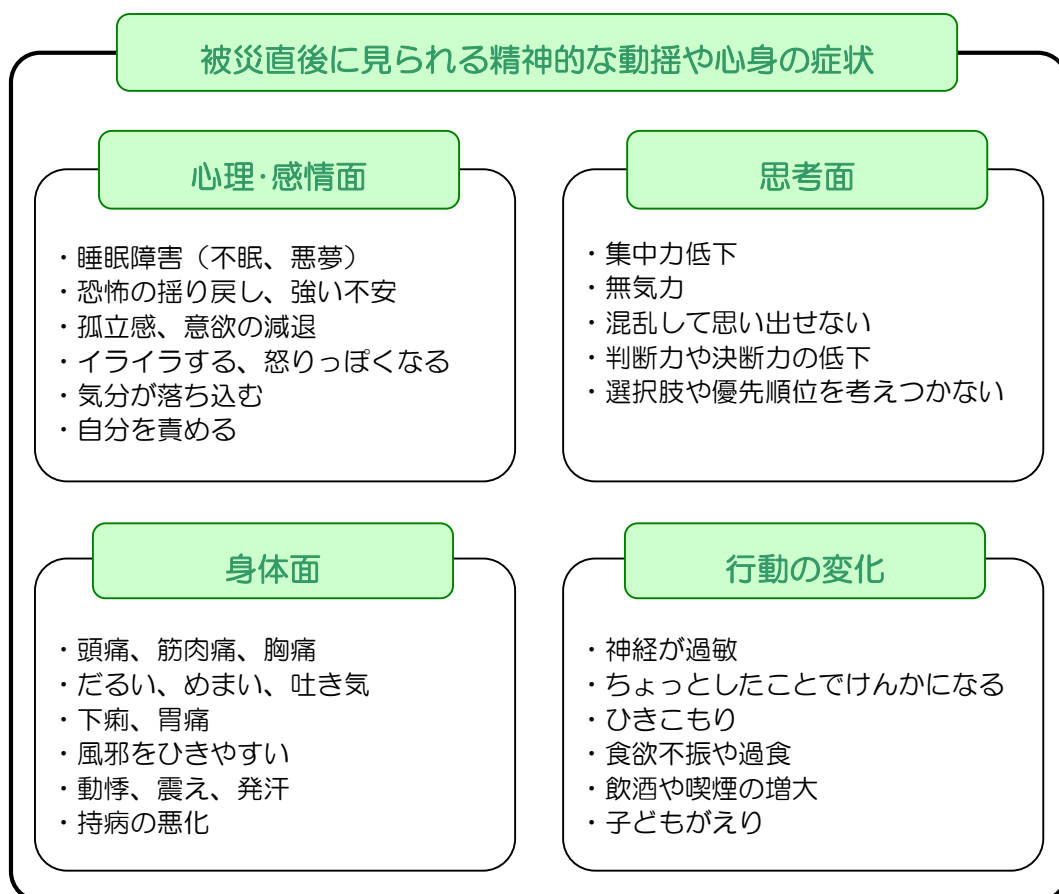 被災直後に見られる精神的な動揺や心身の症状
心理・感情面
・睡眠障害（不眠、悪夢）
・恐怖の揺り戻し、強い不安
・孤立感、意欲の減退
・イライラする、怒りっぽくなる
・気分が落ち込む
・自分を責める
思考面
・集中力低下
・無気力
・混乱して思い出せない
・判断力や決断力の低下
・選択肢や優先順位を考えつかない
身体面
・頭痛、筋肉痛、胸痛
・だるい、めまい、吐き気
・下痢、胃痛
・風邪をひきやすい
・動悸、震え、発汗
・持病の悪化
行動の変化
・神経が過敏
・ちょっとしたことでけんかになる
・ひきこもり
・食欲不振や過食
・飲酒や喫煙の増大
・子どもがえり